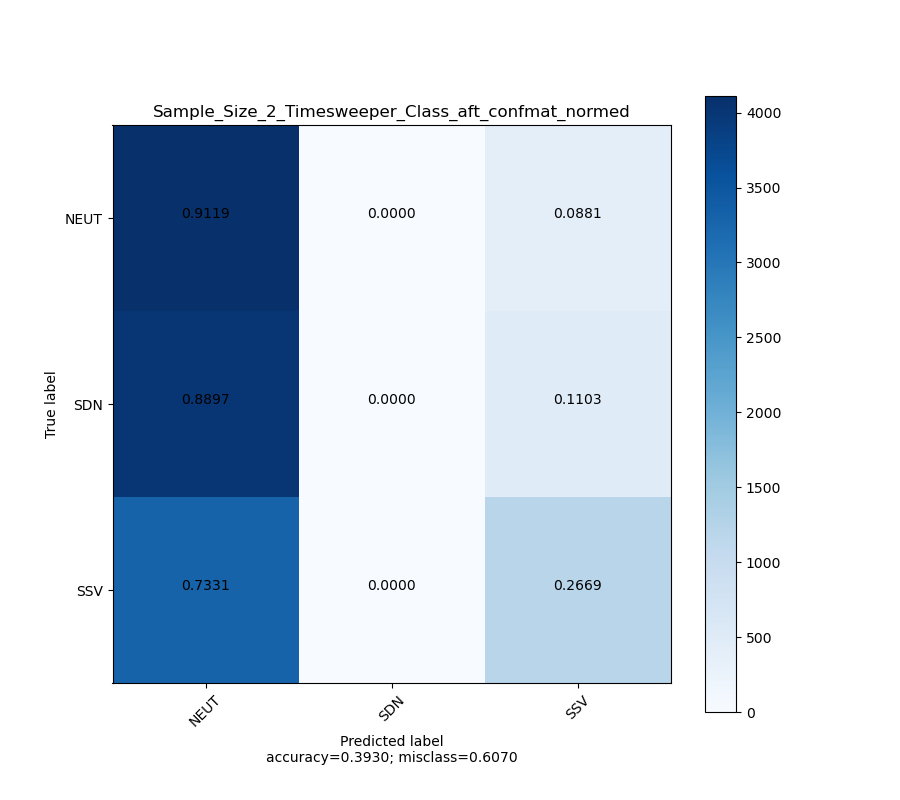 Sample_Size_2_Timesweeper_Class_aft_confmat_normed
4000
3500
3000
2500
2000
1500
1000
500
0
True label
NEUT 0.9119 0.0000 0.0881
SDN 0.8897 0.0000 0.1103
SSV 0.7331 0.0000 0.2669
NEUT SDN SSV
Predicted label
accuracy=0.3930; misclass=0.6070